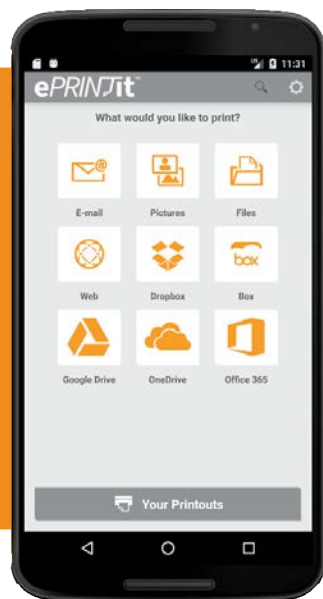 11:31
ePRINTit™
What would you like to print?
E-mail
Pictures
Files
box
Web
Dropbox
Box
Google Drive
OneDrive
Office 365
Your Printouts